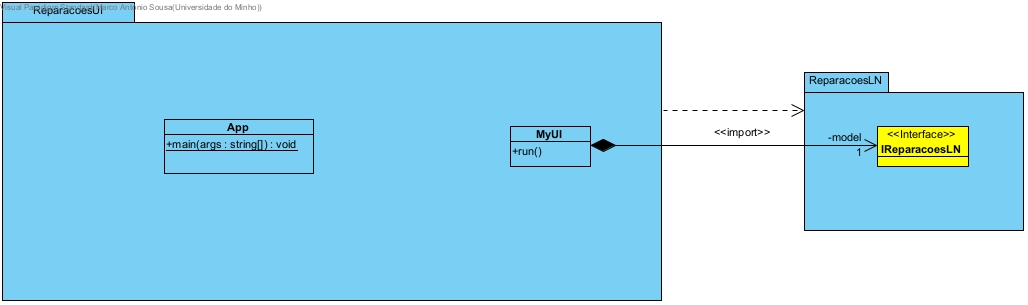 Visual Paradigm Standard(Marco António Sousa(Universidade do Minho))
ReparacoesUI
ReparacoesLN
App
+main(args : string[]) : void
MyUI
+run()
<<import>>
-model
1
<<Interface>>
IReparacoesLN